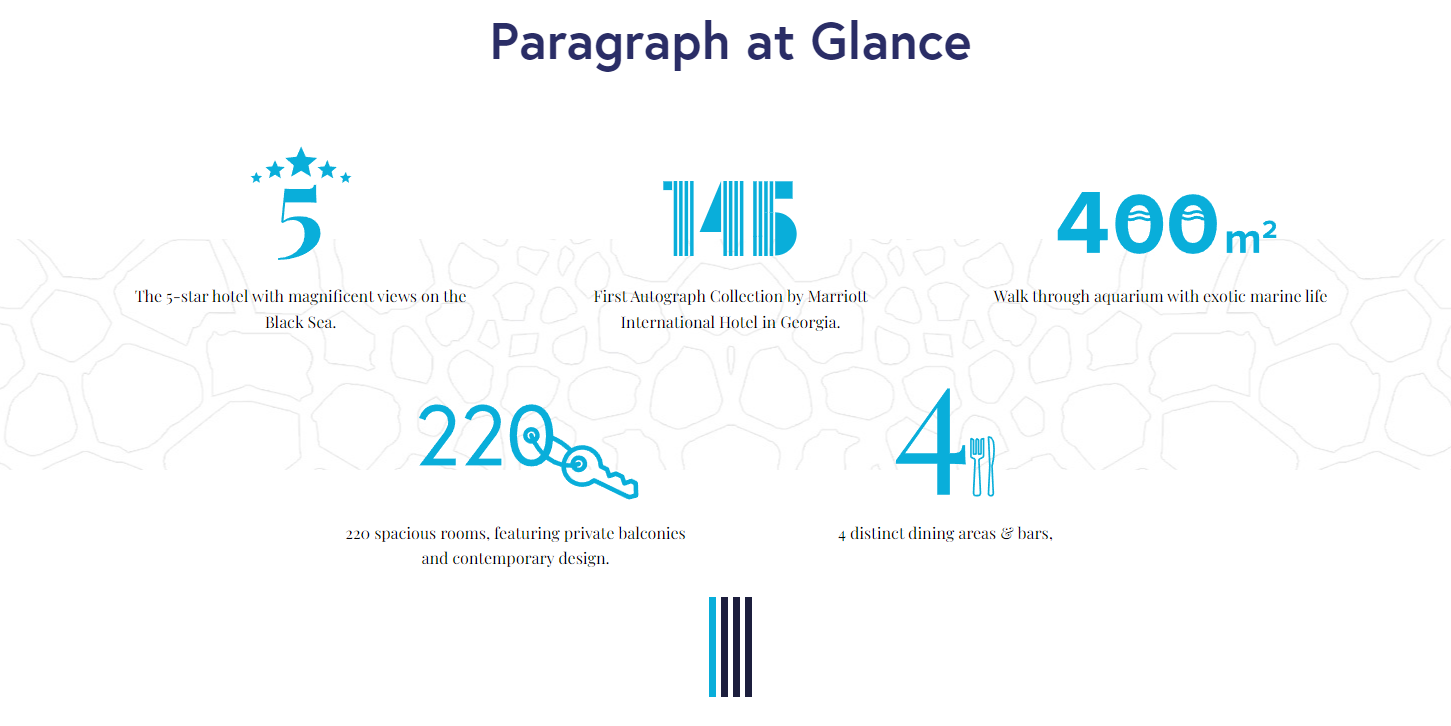 Paragraph at Glance
5
145
400 m²
The 5-star hotel with magnificent views on the
Black Sea.
First Autograph Collection by Marriott
International Hotel in Georgia.
Walk through aquarium with exotic marine life
220
4
220 spacious rooms, featuring private balconies
and contemporary design.
4 distinct dining areas & bars,